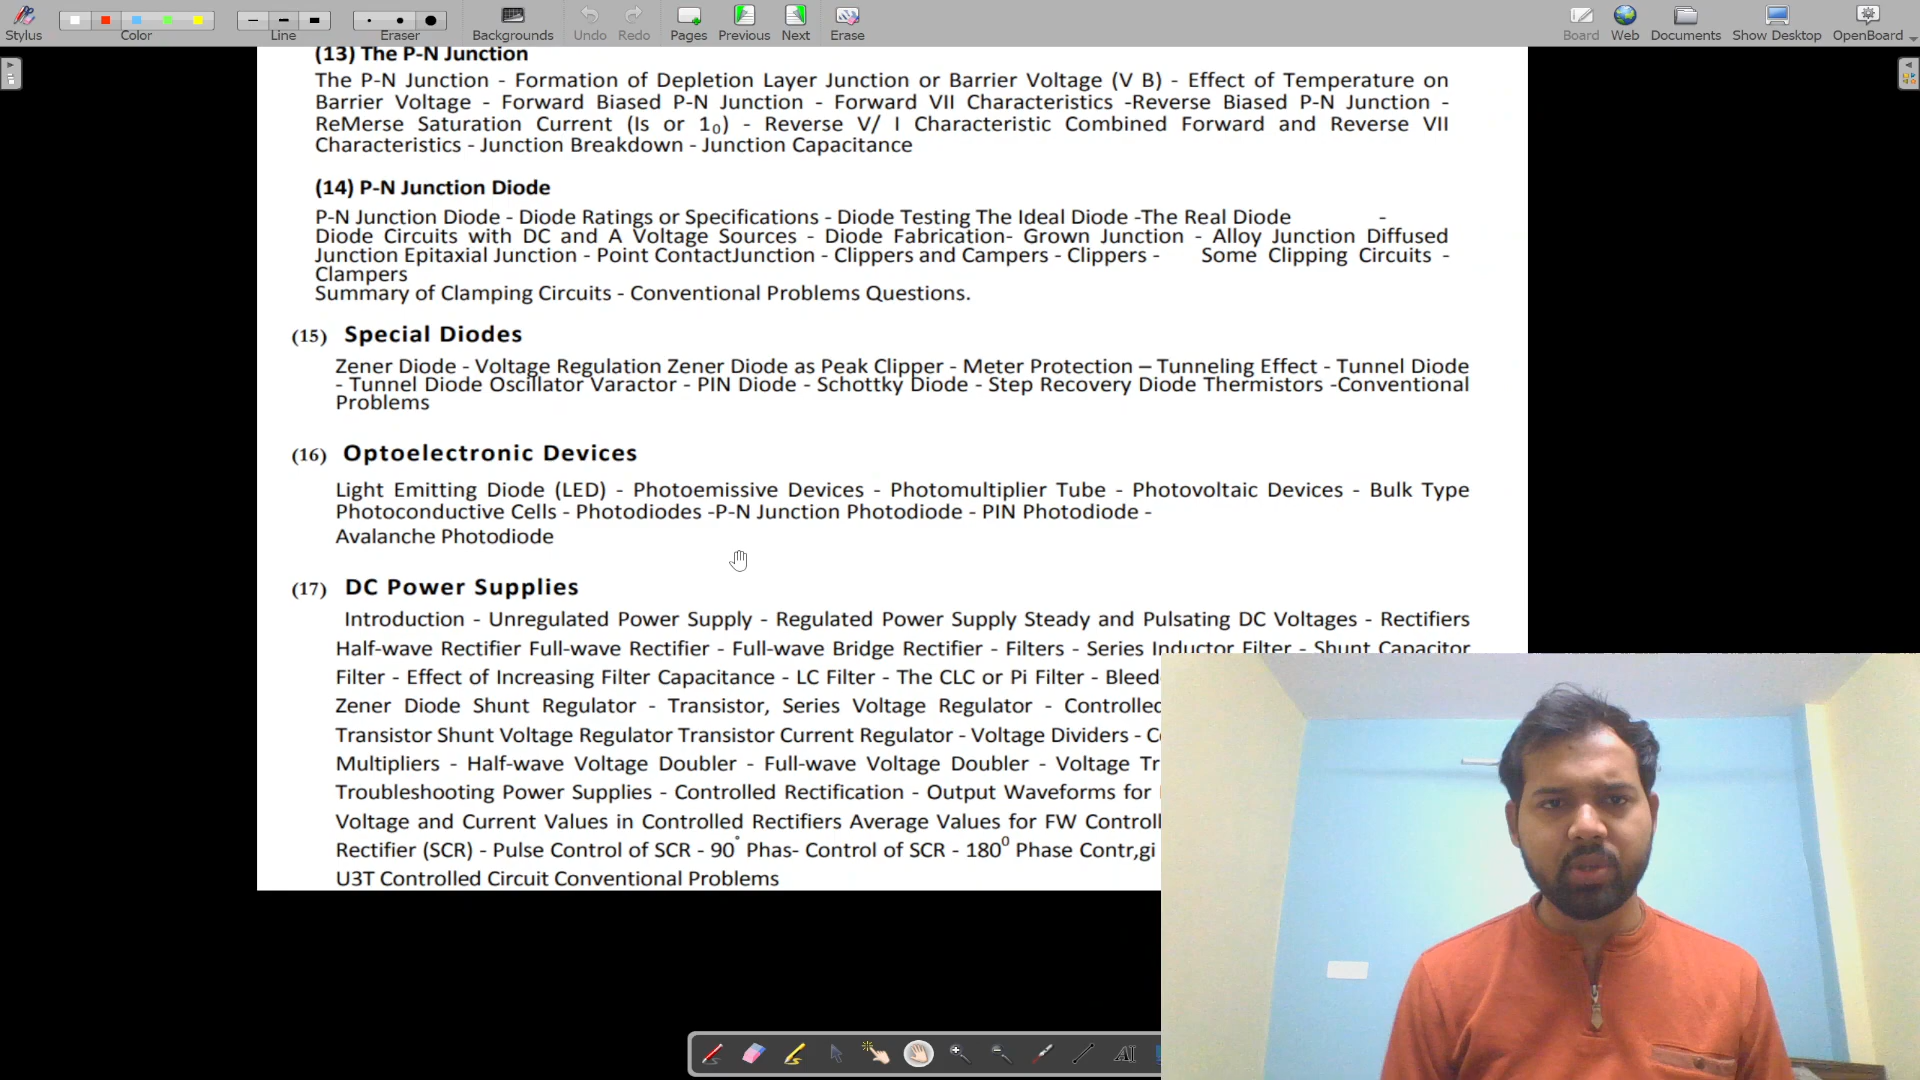 Stylus Color Line Eraser Backgrounds Undo Redo Pages Previous Next Erase Board Web Documents Show Desktop OpenBoard
(13) The P-N Junction
The P-N Junction - Formation of Depletion Layer Junction or Barrier Voltage (V B) - Effect of Temperature on
Barrier Voltage - Forward Biased P-N Junction - Forward VII Characteristics -Reverse Biased P-N Junction -
ReMerse Saturation Current (Is or 1₀) - Reverse V/ I Characteristic Combined Forward and Reverse VII
Characteristics - Junction Breakdown - Junction Capacitance
(14) P-N Junction Diode
P-N Junction Diode - Diode Ratings or Specifications - Diode Testing The Ideal Diode -The Real Diode -
Diode Circuits with DC and A Voltage Sources - Diode Fabrication- Grown Junction - Alloy Junction Diffused
Junction Epitaxial Junction - Point ContactJunction - Clippers and Campers - Clippers - Some Clipping Circuits -
Clampers
Summary of Clamping Circuits - Conventional Problems Questions.
(15) Special Diodes
Zener Diode - Voltage Regulation Zener Diode as Peak Clipper - Meter Protection – Tunneling Effect - Tunnel Diode
- Tunnel Diode Oscillator Varactor - PIN Diode - Schottky Diode - Step Recovery Diode Thermistors -Conventional
Problems
(16) Optoelectronic Devices
Light Emitting Diode (LED) - Photoemissive Devices - Photomultiplier Tube - Photovoltaic Devices - Bulk Type
Photoconductive Cells - Photodiodes -P-N Junction Photodiode - PIN Photodiode -
Avalanche Photodiode
(17) DC Power Supplies
Introduction - Unregulated Power Supply - Regulated Power Supply Steady and Pulsating DC Voltages - Rectifiers
Half-wave Rectifier Full-wave Rectifier - Full-wave Bridge Rectifier - Filters - Series Inductor Filter - Shunt Capacitor
Filter - Effect of Increasing Filter Capacitance - LC Filter - The CLC or Pi Filter - Bleed
Zener Diode Shunt Regulator - Transistor, Series Voltage Regulator - Controlled
Transistor Shunt Voltage Regulator Transistor Current Regulator - Voltage Dividers -
Multipliers - Half-wave Voltage Doubler - Full-wave Voltage Doubler - Voltage Tr
Troubleshooting Power Supplies - Controlled Rectification - Output Waveforms for
Voltage and Current Values in Controlled Rectifiers Average Values for FW Controll
Rectifier (SCR) - Pulse Control of SCR - 90° Phas- Control of SCR - 180⁰ Phase Contr,gi
U3T Controlled Circuit Conventional Problems